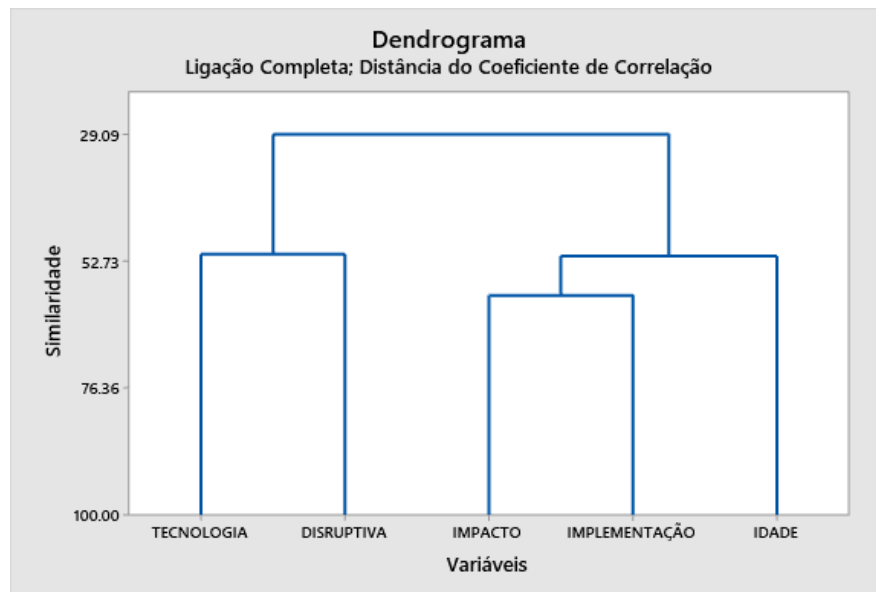 Dendrograma
Ligação Completa; Distância do Coeficiente de Correlação
29.09
52.73
76.36
100.00
Similaridade
TECNOLOGIA DISRUPTIVA IMPACTO IMPLEMENTAÇÃO IDADE
Variáveis